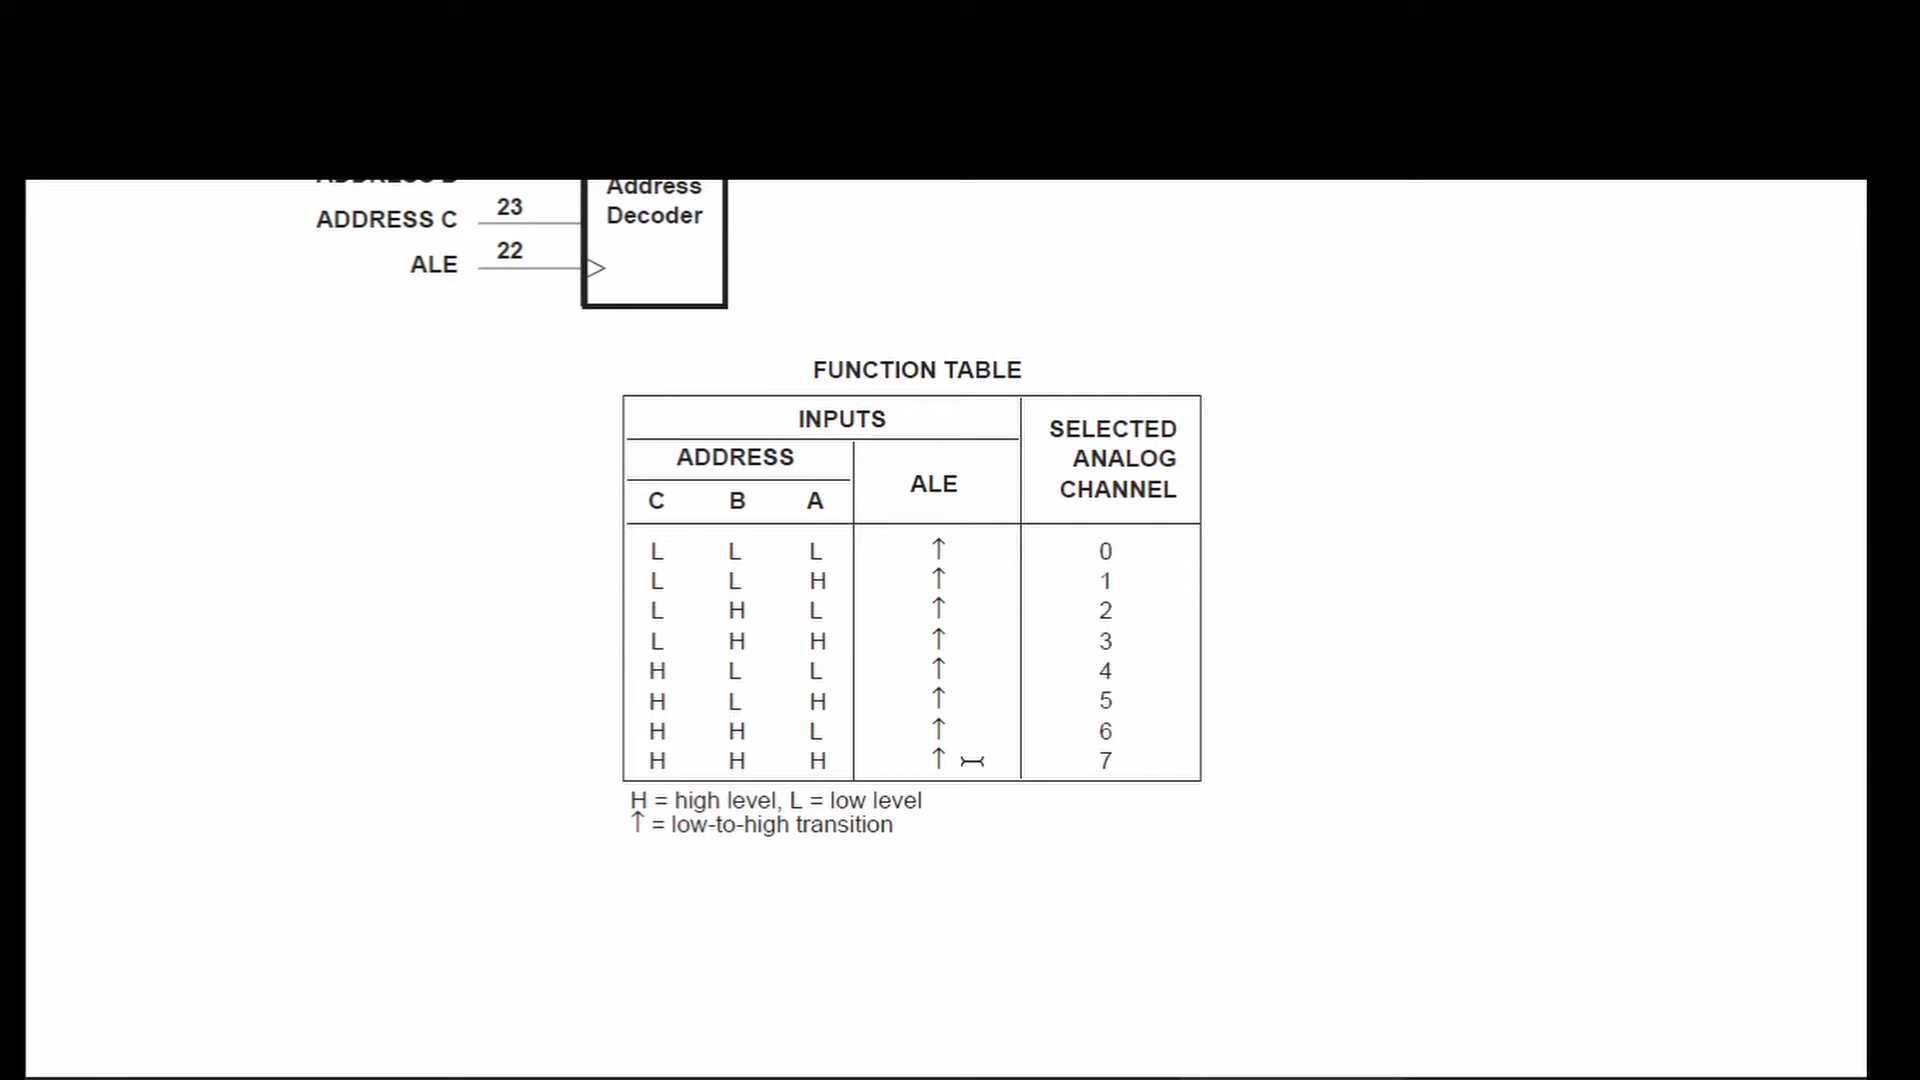 Address
23
ADDRESS C
Decoder
22
ALE
FUNCTION TABLE
INPUTS
SELECTED
ANALOG
CHANNEL
ADDRESS
ALE
C B A
L L L ↑ 0
L L H ↑ 1
L H L ↑ 2
L H H ↑ 3
H L L ↑ 4
H L H ↑ 5
H H L ↑ 6
H H H ↑ 7
H = high level, L = low level
↑ = low-to-high transition